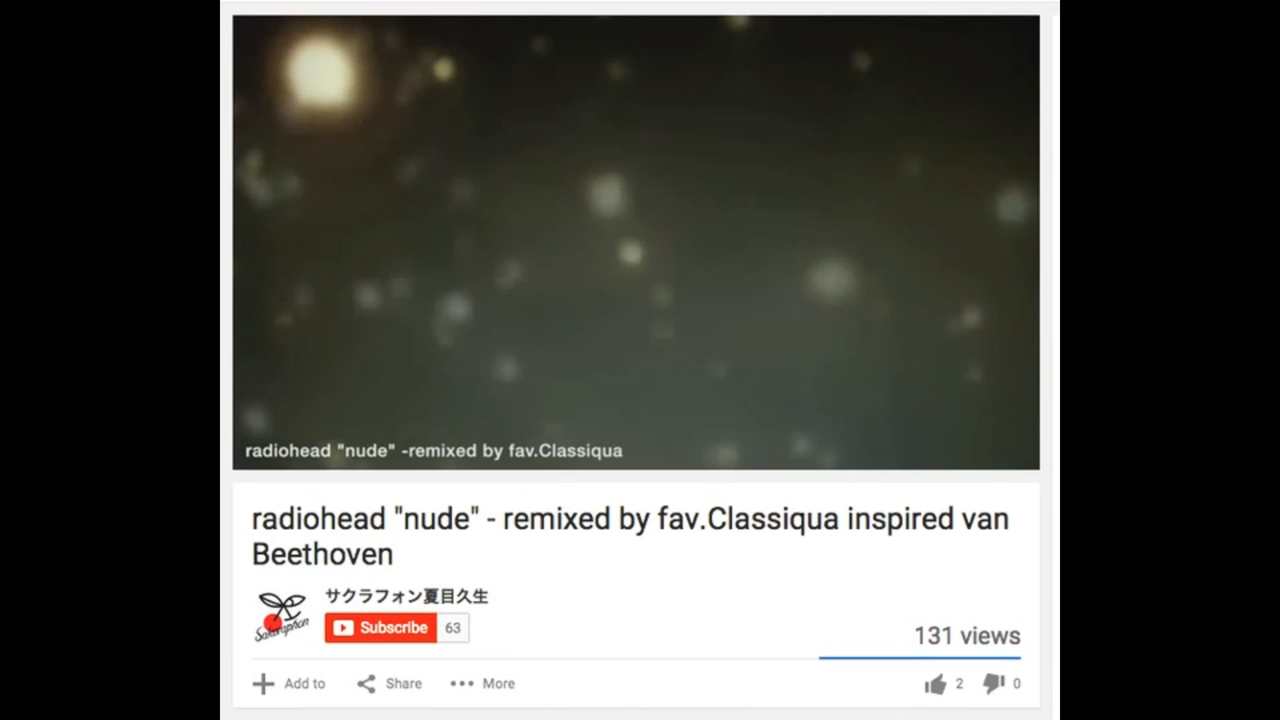 radiohead "nude" -remixed by fav.Classiqua
radiohead "nude" - remixed by fav.Classiqua inspired van
Beethoven
サクラフォン夏目久生
Sakuraphon
Subscribe 63
131 views
Add to Share More 2 0